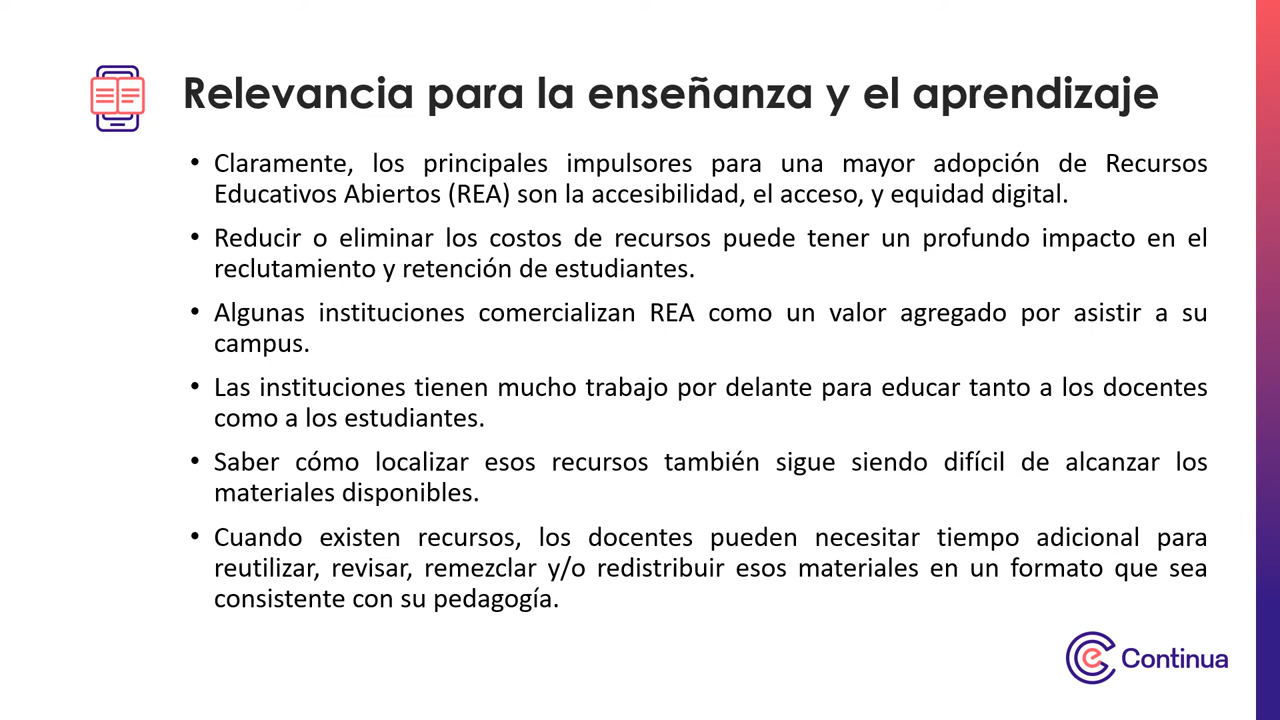 Relevancia para la enseñanza y el aprendizaje
• Claramente, los principales impulsores para una mayor adopción de Recursos
Educativos Abiertos (REA) son la accesibilidad, el acceso, y equidad digital.
• Reducir o eliminar los costos de recursos puede tener un profundo impacto en el
reclutamiento y retención de estudiantes.
• Algunas instituciones comercializan REA como un valor agregado por asistir a su
campus.
• Las instituciones tienen mucho trabajo por delante para educar tanto a los docentes
como a los estudiantes.
• Saber cómo localizar esos recursos también sigue siendo difícil de alcanzar los
materiales disponibles.
• Cuando existen recursos, los docentes pueden necesitar tiempo adicional para
reutilizar, revisar, remezclar y/o redistribuir esos materiales en un formato que sea
consistente con su pedagogía.
e Continua